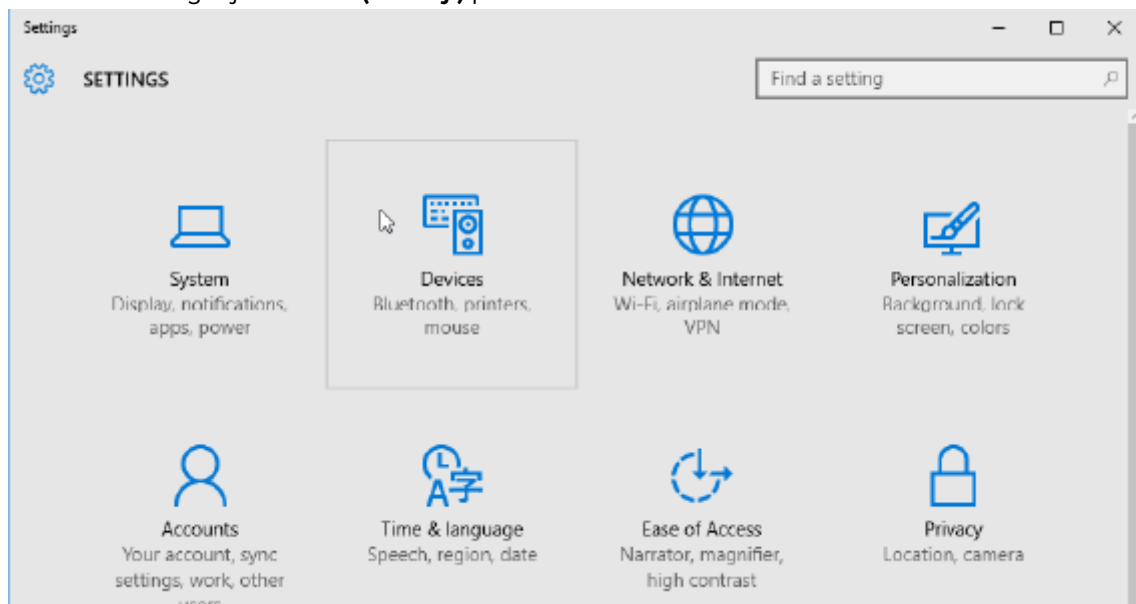 Settings
SETTINGS
Find a setting
System
Display, notifications,
apps, power
Devices
Bluetooth, printers,
mouse
Network & Internet
Wi-Fi, airplane mode,
VPN
Personalization
Background, lock
screen, colors
Accounts
Your account, sync
settings, work, other
users
Time & language
Speech, region, date
Ease of Access
Narrator, magnifier,
high contrast
Privacy
Location, camera